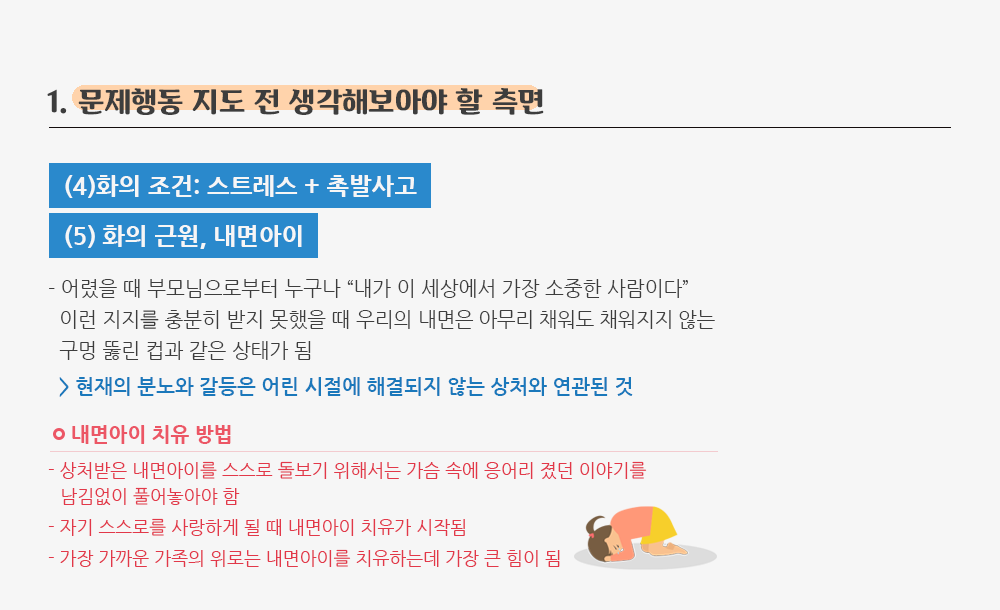 1. 문제행동 지도 전 생각해보아야 할 측면
(4)화의 조건: 스트레스 + 촉발사고
(5) 화의 근원, 내면아이
- 어렸을 때 부모님으로부터 누구나 “내가 이 세상에서 가장 소중한 사람이다”
이런 지지를 충분히 받지 못했을 때 우리의 내면은 아무리 채워도 채워지지 않는
구멍 뚫린 컵과 같은 상태가 됨
> 현재의 분노와 갈등은 어린 시절에 해결되지 않는 상처와 연관된 것
내면아이 치유 방법
- 상처받은 내면아이를 스스로 돌보기 위해서는 가슴 속에 응어리 졌던 이야기를
남김없이 풀어놓아야 함
- 자기 스스로를 사랑하게 될 때 내면아이 치유가 시작됨
- 가장 가까운 가족의 위로는 내면아이를 치유하는데 가장 큰 힘이 됨